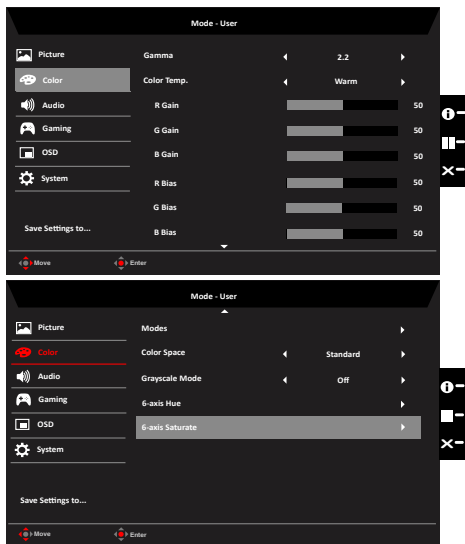 Mode - User
Picture
Gamma 2.2
Color
Color Temp. Warm
Audio
R Gain 50
Gaming
G Gain 50
OSD
B Gain 50
System
R Bias 50
G Bias 50
Save Settings to...
B Bias 50
Move Enter
Mode - User
Picture
Modes
Color
Color Space Standard
Audio
Grayscale Mode Off
Gaming
6-axis Hue
OSD
6-axis Saturate
System
Save Settings to...
Move Enter